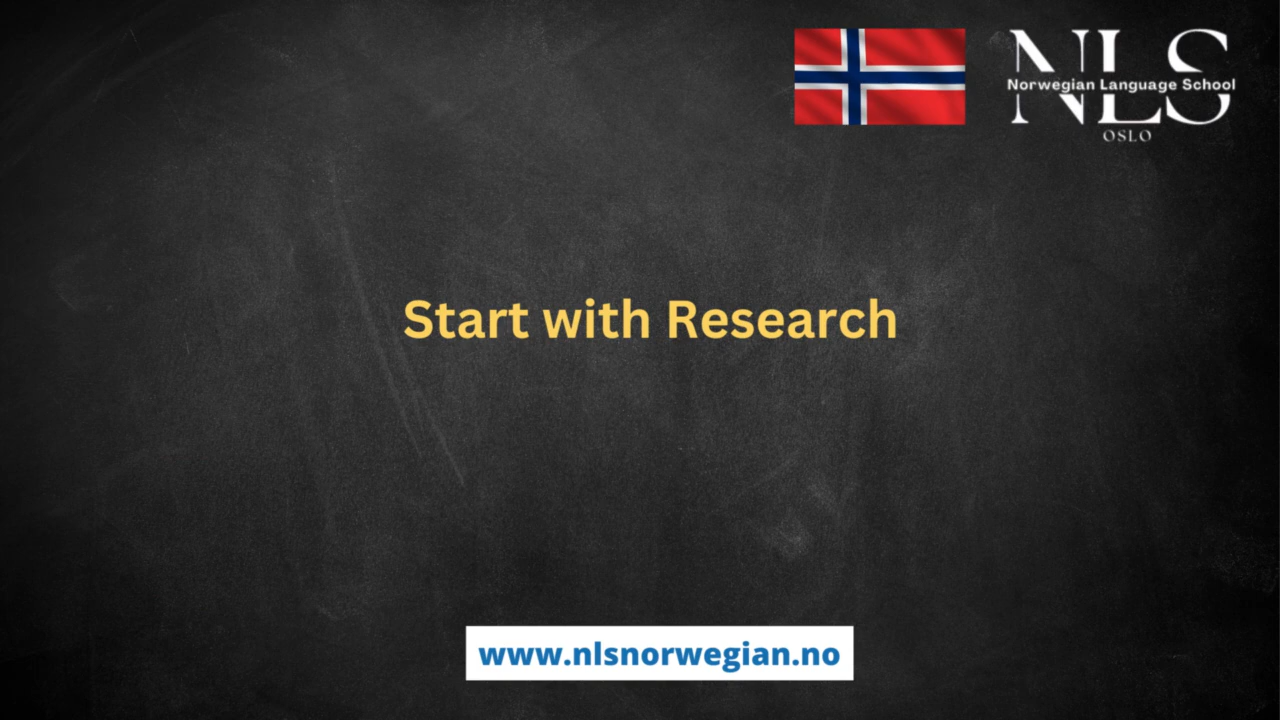 NLS
Norwegian Language School
OSLO
Start with Research
www.nlsnorwegian.no